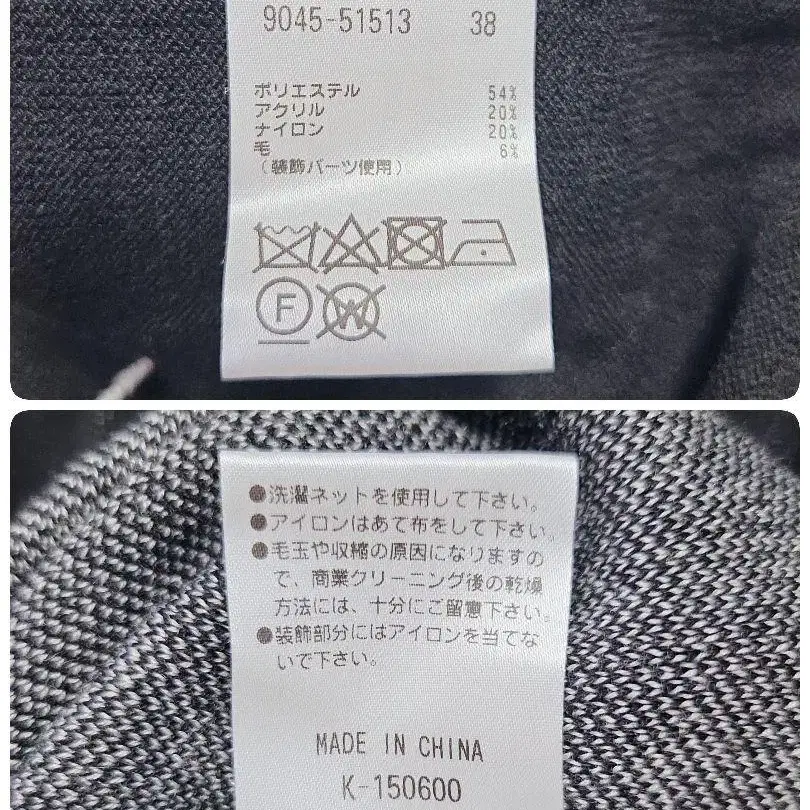 9045-51513 38
ポリエステル 54%
アクリル 20%
ナイロン 20%
毛 6%
(装飾パーツ使用)
F
W
●洗濯ネットを使用して下さい。
●アイロンはあて布をして下さい。
●毛玉や収縮の原因になりますの
で、商業クリーニング後の乾燥
方法には、十分にご留意下さい。
●装飾部分にはアイロンを当てな
いで下さい。
MADE IN CHINA
K-150600